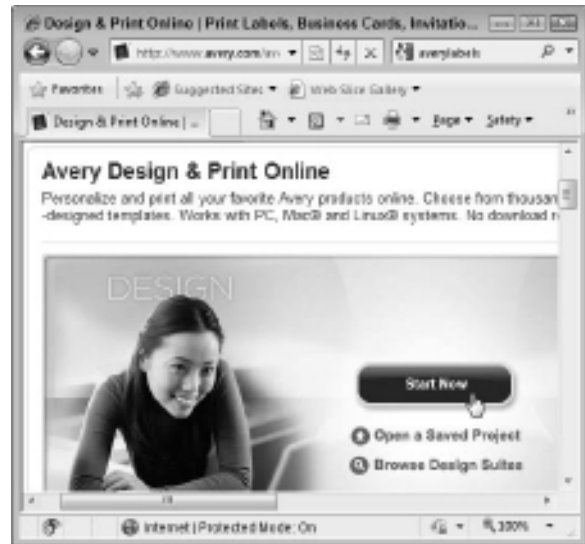 Design & Print Online | Print Labels, Business Cards, Invitatio...
http://www.avery.com/av
averylabels
Favorites Suggested Sites Web Slice Gallery
Design & Print Online | ...
Page Safety
Avery Design & Print Online
Personalize and print all your favorite Avery products online. Choose from thousan
-designed templates. Works with PC, Mac® and Linux® systems. No download r
DESIGN
Start Now
Open a Saved Project
Browse Design Suites
Internet | Protected Mode: On
100%